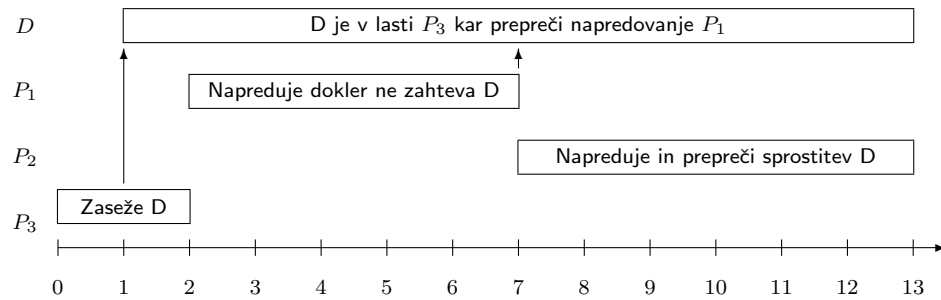 D D je v lasti P3 kar prepreči napredovanje P1
P1 Napreduje dokler ne zahteva D
P2 Napreduje in prepreči sprostitev D
Zaseže D
P3
0 1 2 3 4 5 6 7 8 9 10 11 12 13